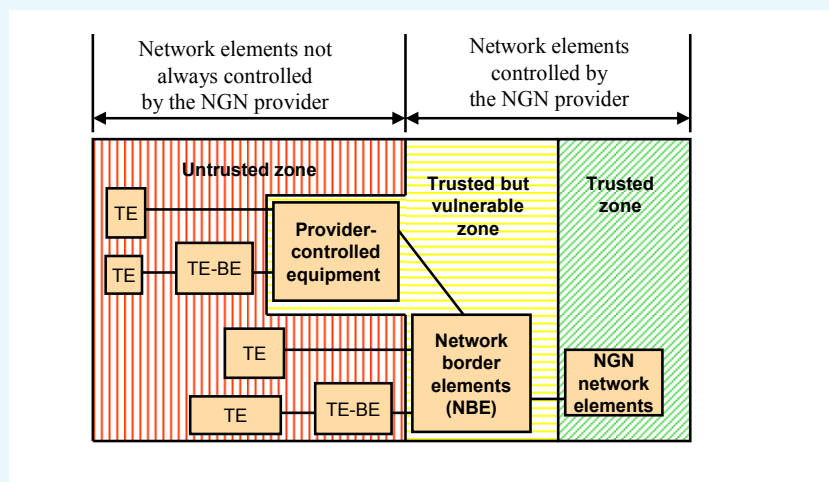 Network elements not
always controlled
by the NGN provider
Network elements
controlled by
the NGN provider
Untrusted zone
Trusted but
vulnerable
zone
Trusted
zone
TE
Provider-
controlled
equipment
TE
TE-BE
TE
Network
border
elements
(NBE)
NGN
network
elements
TE
TE-BE